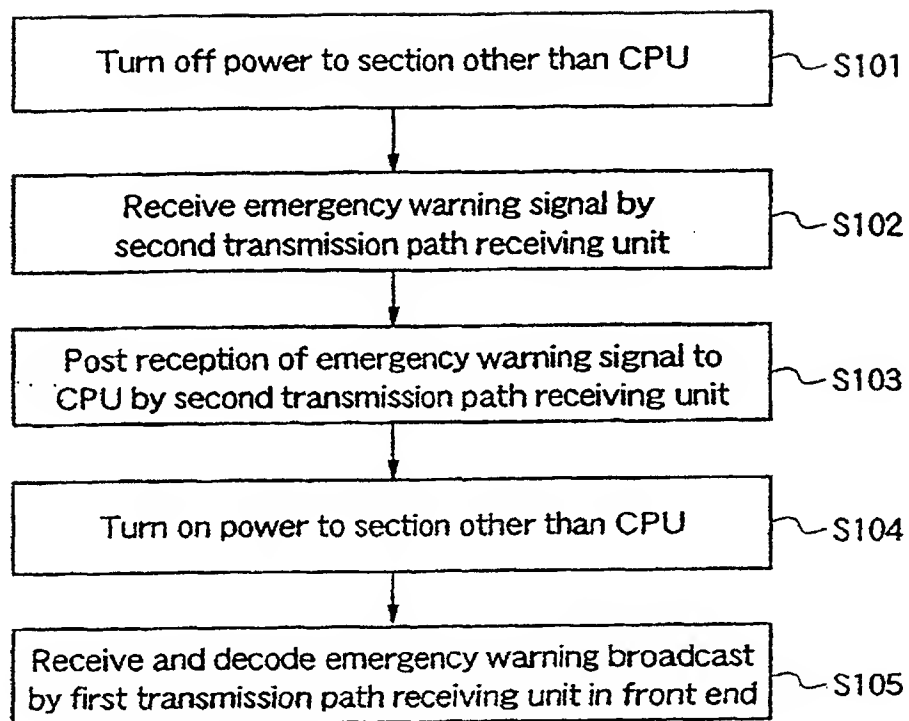 Turn off power to section other than CPU
S101
Receive emergency warning signal by
second transmission path receiving unit
S102
Post reception of emergency warning signal to
CPU by second transmission path receiving unit
S103
Turn on power to section other than CPU
S104
Receive and decode emergency warning broadcast
by first transmission path receiving unit in front end
S105